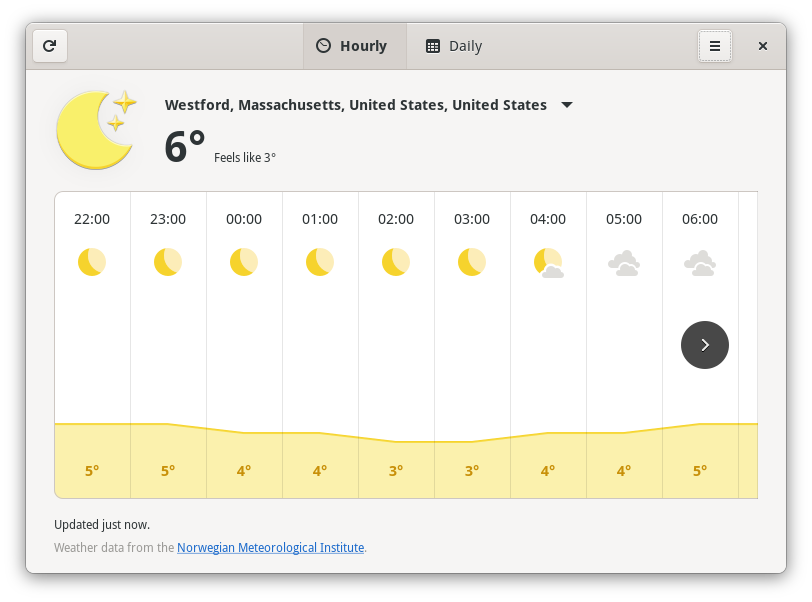 Hourly
Daily
Westford, Massachusetts, United States, United States
6°
Feels like 3°
22:00 23:00 00:00 01:00 02:00 03:00 04:00 05:00 06:00
5° 5° 4° 4° 3° 3° 4° 4° 5°
Updated just now.
Weather data from the Norwegian Meteorological Institute.